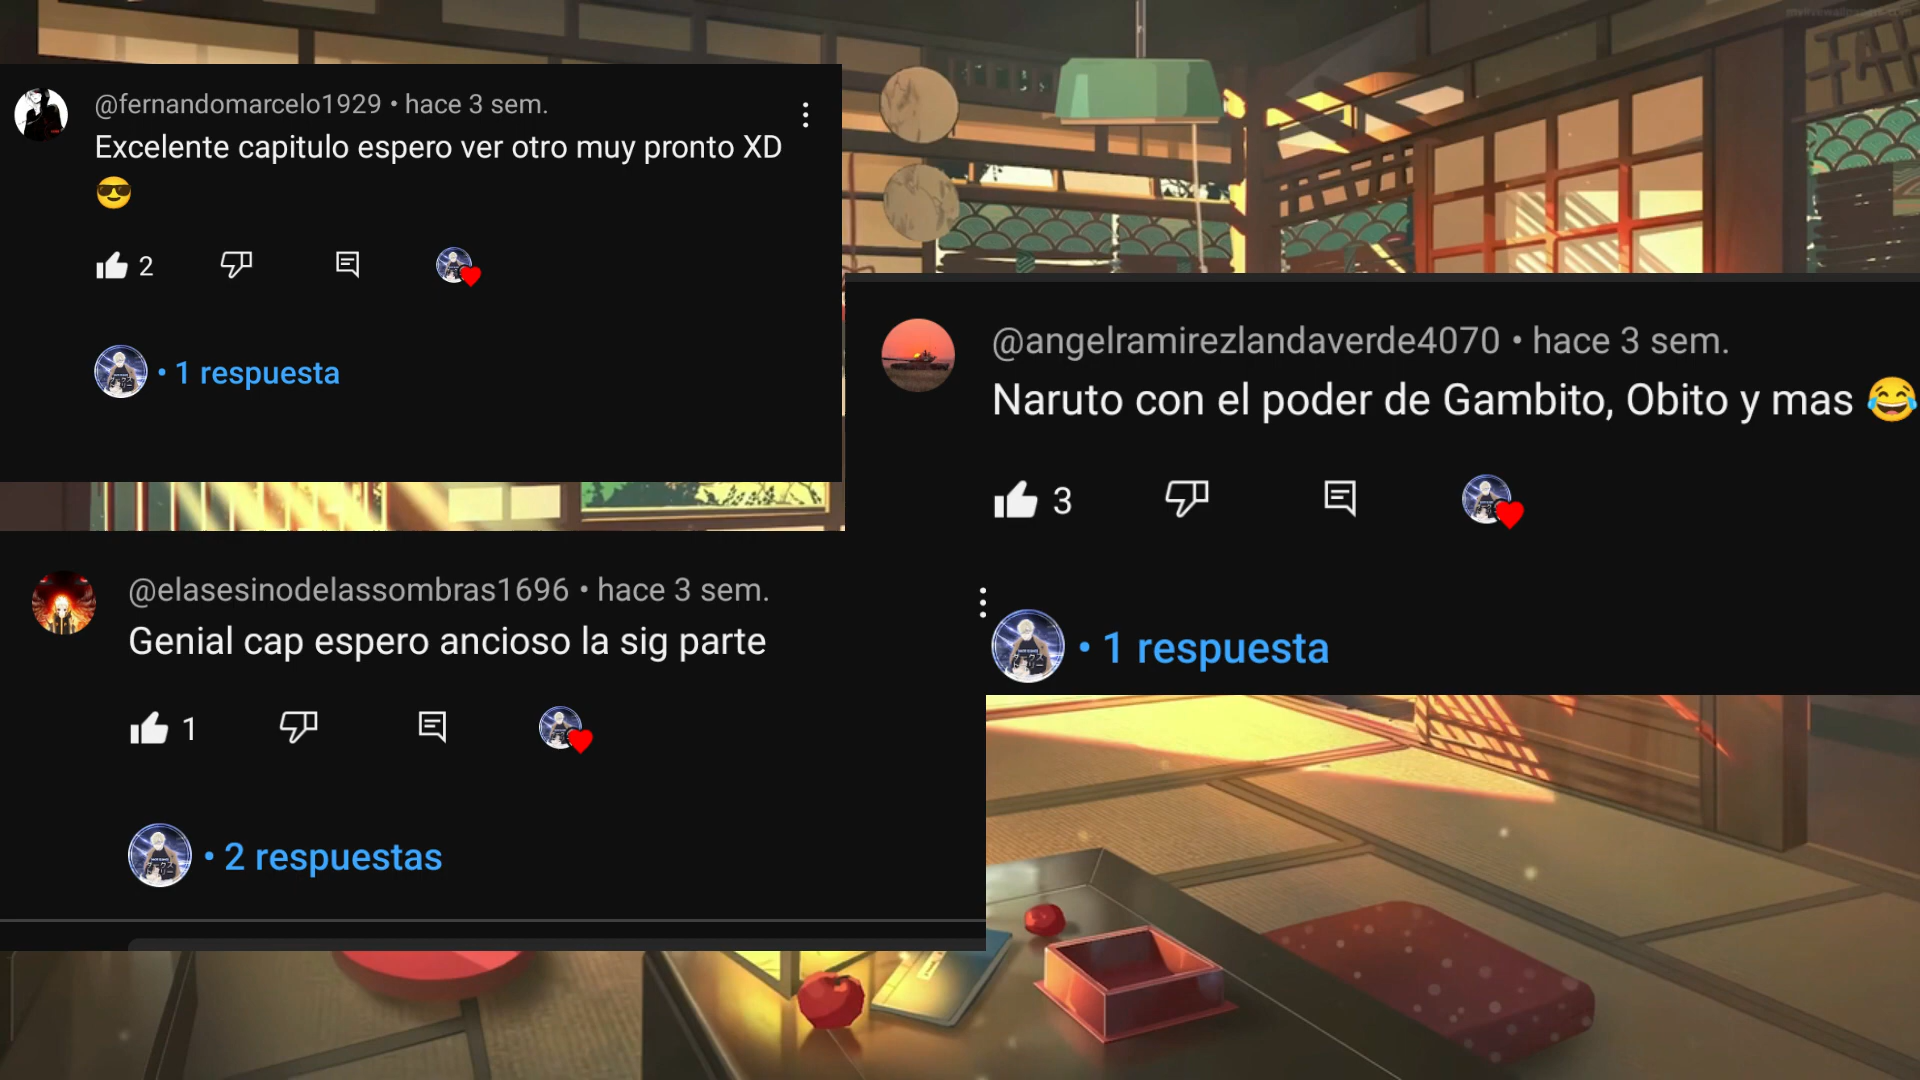 @fernandomarcelo1929 • hace 3 sem.
Excelente capitulo espero ver otro muy pronto XD
😎
2
• 1 respuesta
@angelramirezlandaverde4070 • hace 3 sem.
Naruto con el poder de Gambito, Obito y mas 😂
3
• 1 respuesta
@elasesinodelassombras1696 • hace 3 sem.
Genial cap espero ancioso la sig parte
1
• 2 respuestas